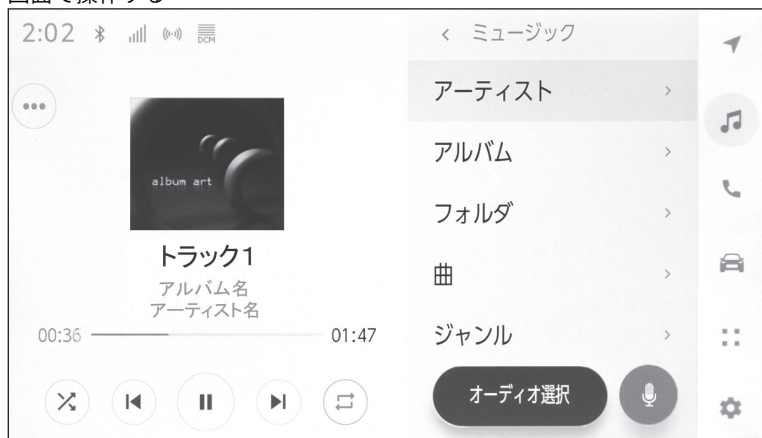 画面で操作する
2:02
DCM
album art
トラック1
アルバム名
アーティスト名
00:36
01:47
< ミュージック
アーティスト >
アルバム >
フォルダ >
曲 >
ジャンル >
オーディオ選択